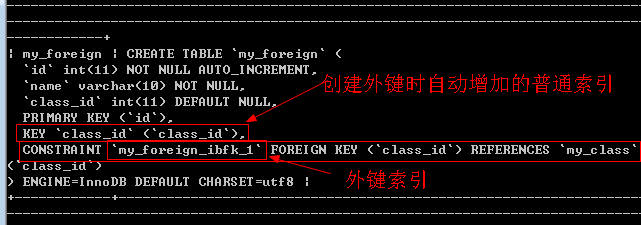 | my_foreign | CREATE TABLE `my_foreign` (
`id` int(11) NOT NULL AUTO_INCREMENT,
`name` varchar(10) NOT NULL,
`class_id` int(11) DEFAULT NULL,
PRIMARY KEY (`id`),
KEY `class_id` (`class_id`),
CONSTRAINT `my_foreign_ibfk_1` FOREIGN KEY (`class_id`) REFERENCES `my_class`
(`class_id`)
) ENGINE=InnoDB DEFAULT CHARSET=utf8 |
创建外键时自动增加的普通索引
外键索引